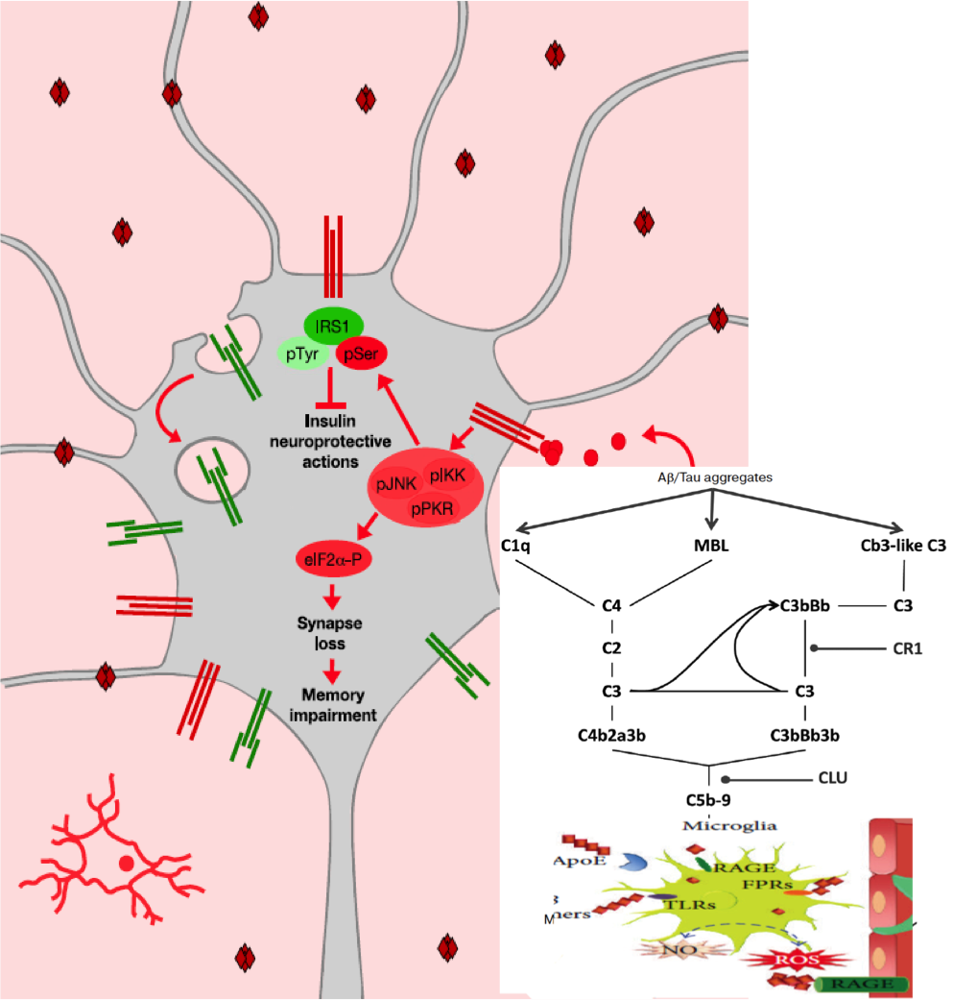 IRS1
pTyr
pSer
Insulin
neuroprotective
actions
pJNK
pIKK
pPKR
eIF2α-P
Synapse
loss
Memory
impairment
Aβ/Tau aggregates
C1q
MBL
Cb3-like C3
C4
C3bBb
C3
C2
CR1
C3
C3
C4b2a3b
C3bBb3b
CLU
C5b-9
Microglia
ApoE
RAGE
FPRs
TLRs
M
NO
ROS
RAGE